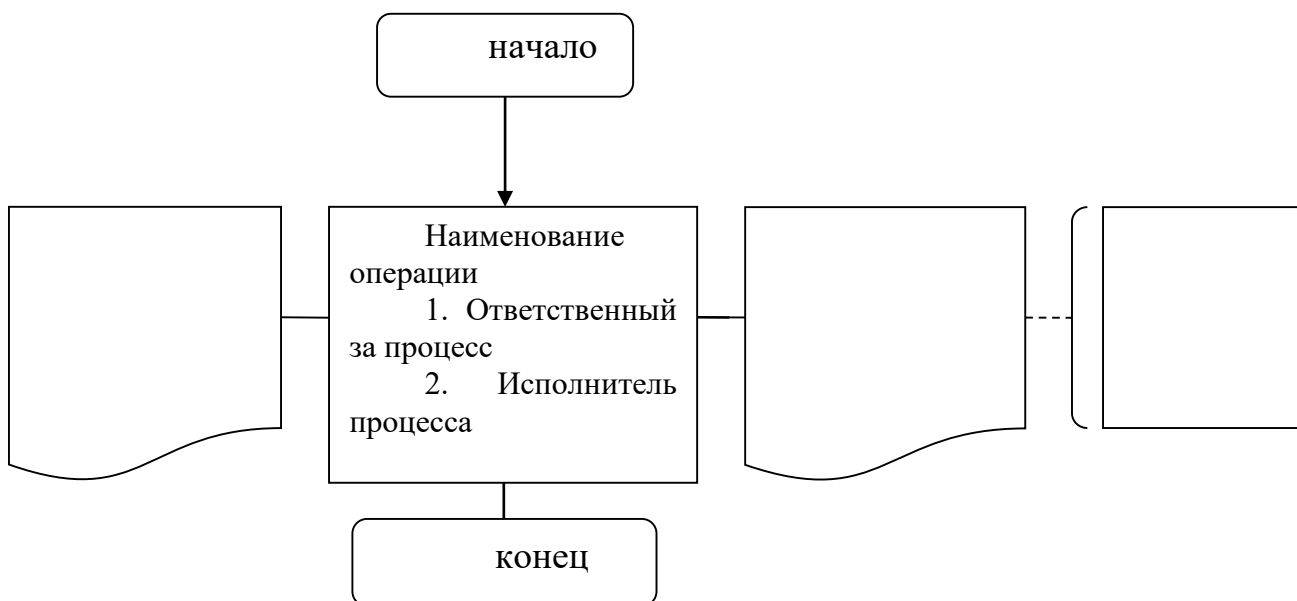 начало
Наименование
операции
1. Ответственный
за процесс
2. Исполнитель
процесса
конец